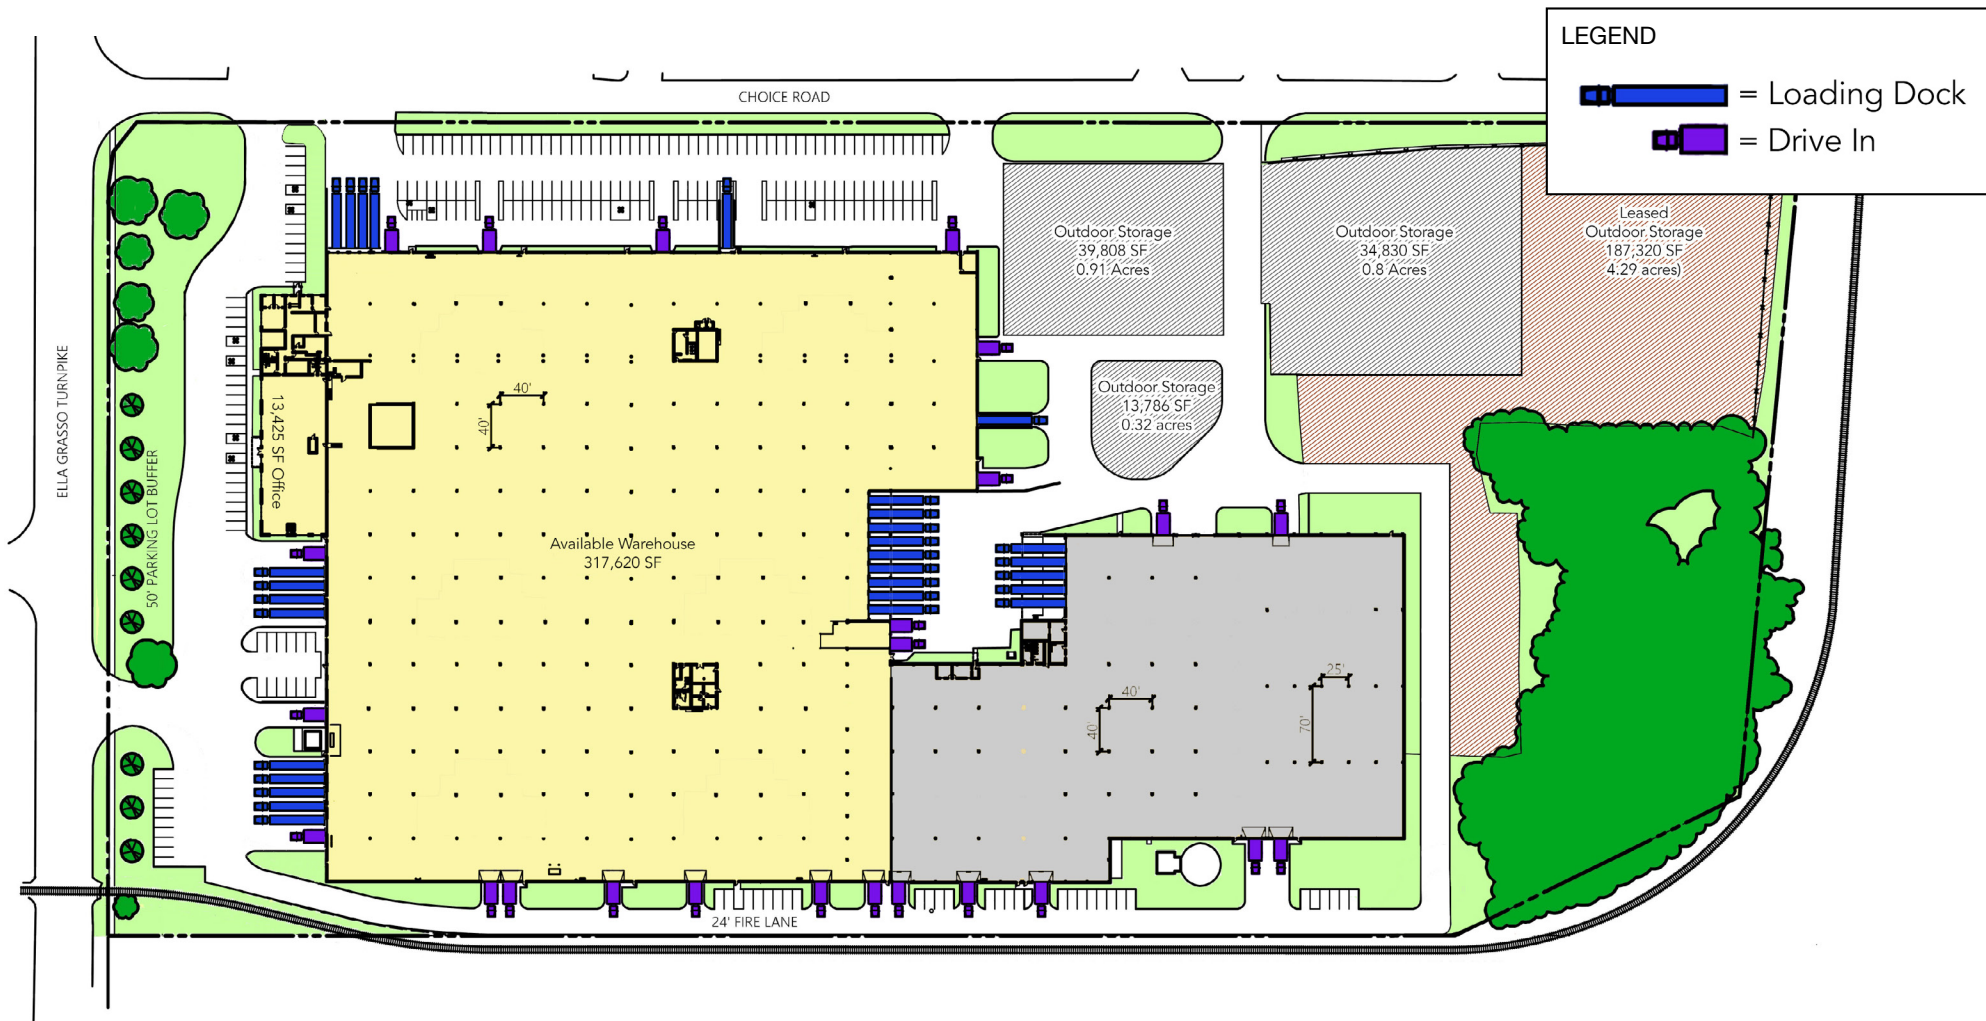 LEGEND
= Loading Dock
= Drive In
CHOICE ROAD
Outdoor Storage
39,808 SF
0.91 Acres
Outdoor Storage
34,830 SF
0.8 Acres
Leased
Outdoor Storage
187,320 SF
4.29 acres)
Outdoor Storage
13,786 SF
0.32 acres
ELLA GRASSO TURNPIKE
50' PARKING LOT BUFFER
13,425 SF Office
40'
40'
Available Warehouse
317,620 SF
40'
40'
25'
70'
24' FIRE LANE